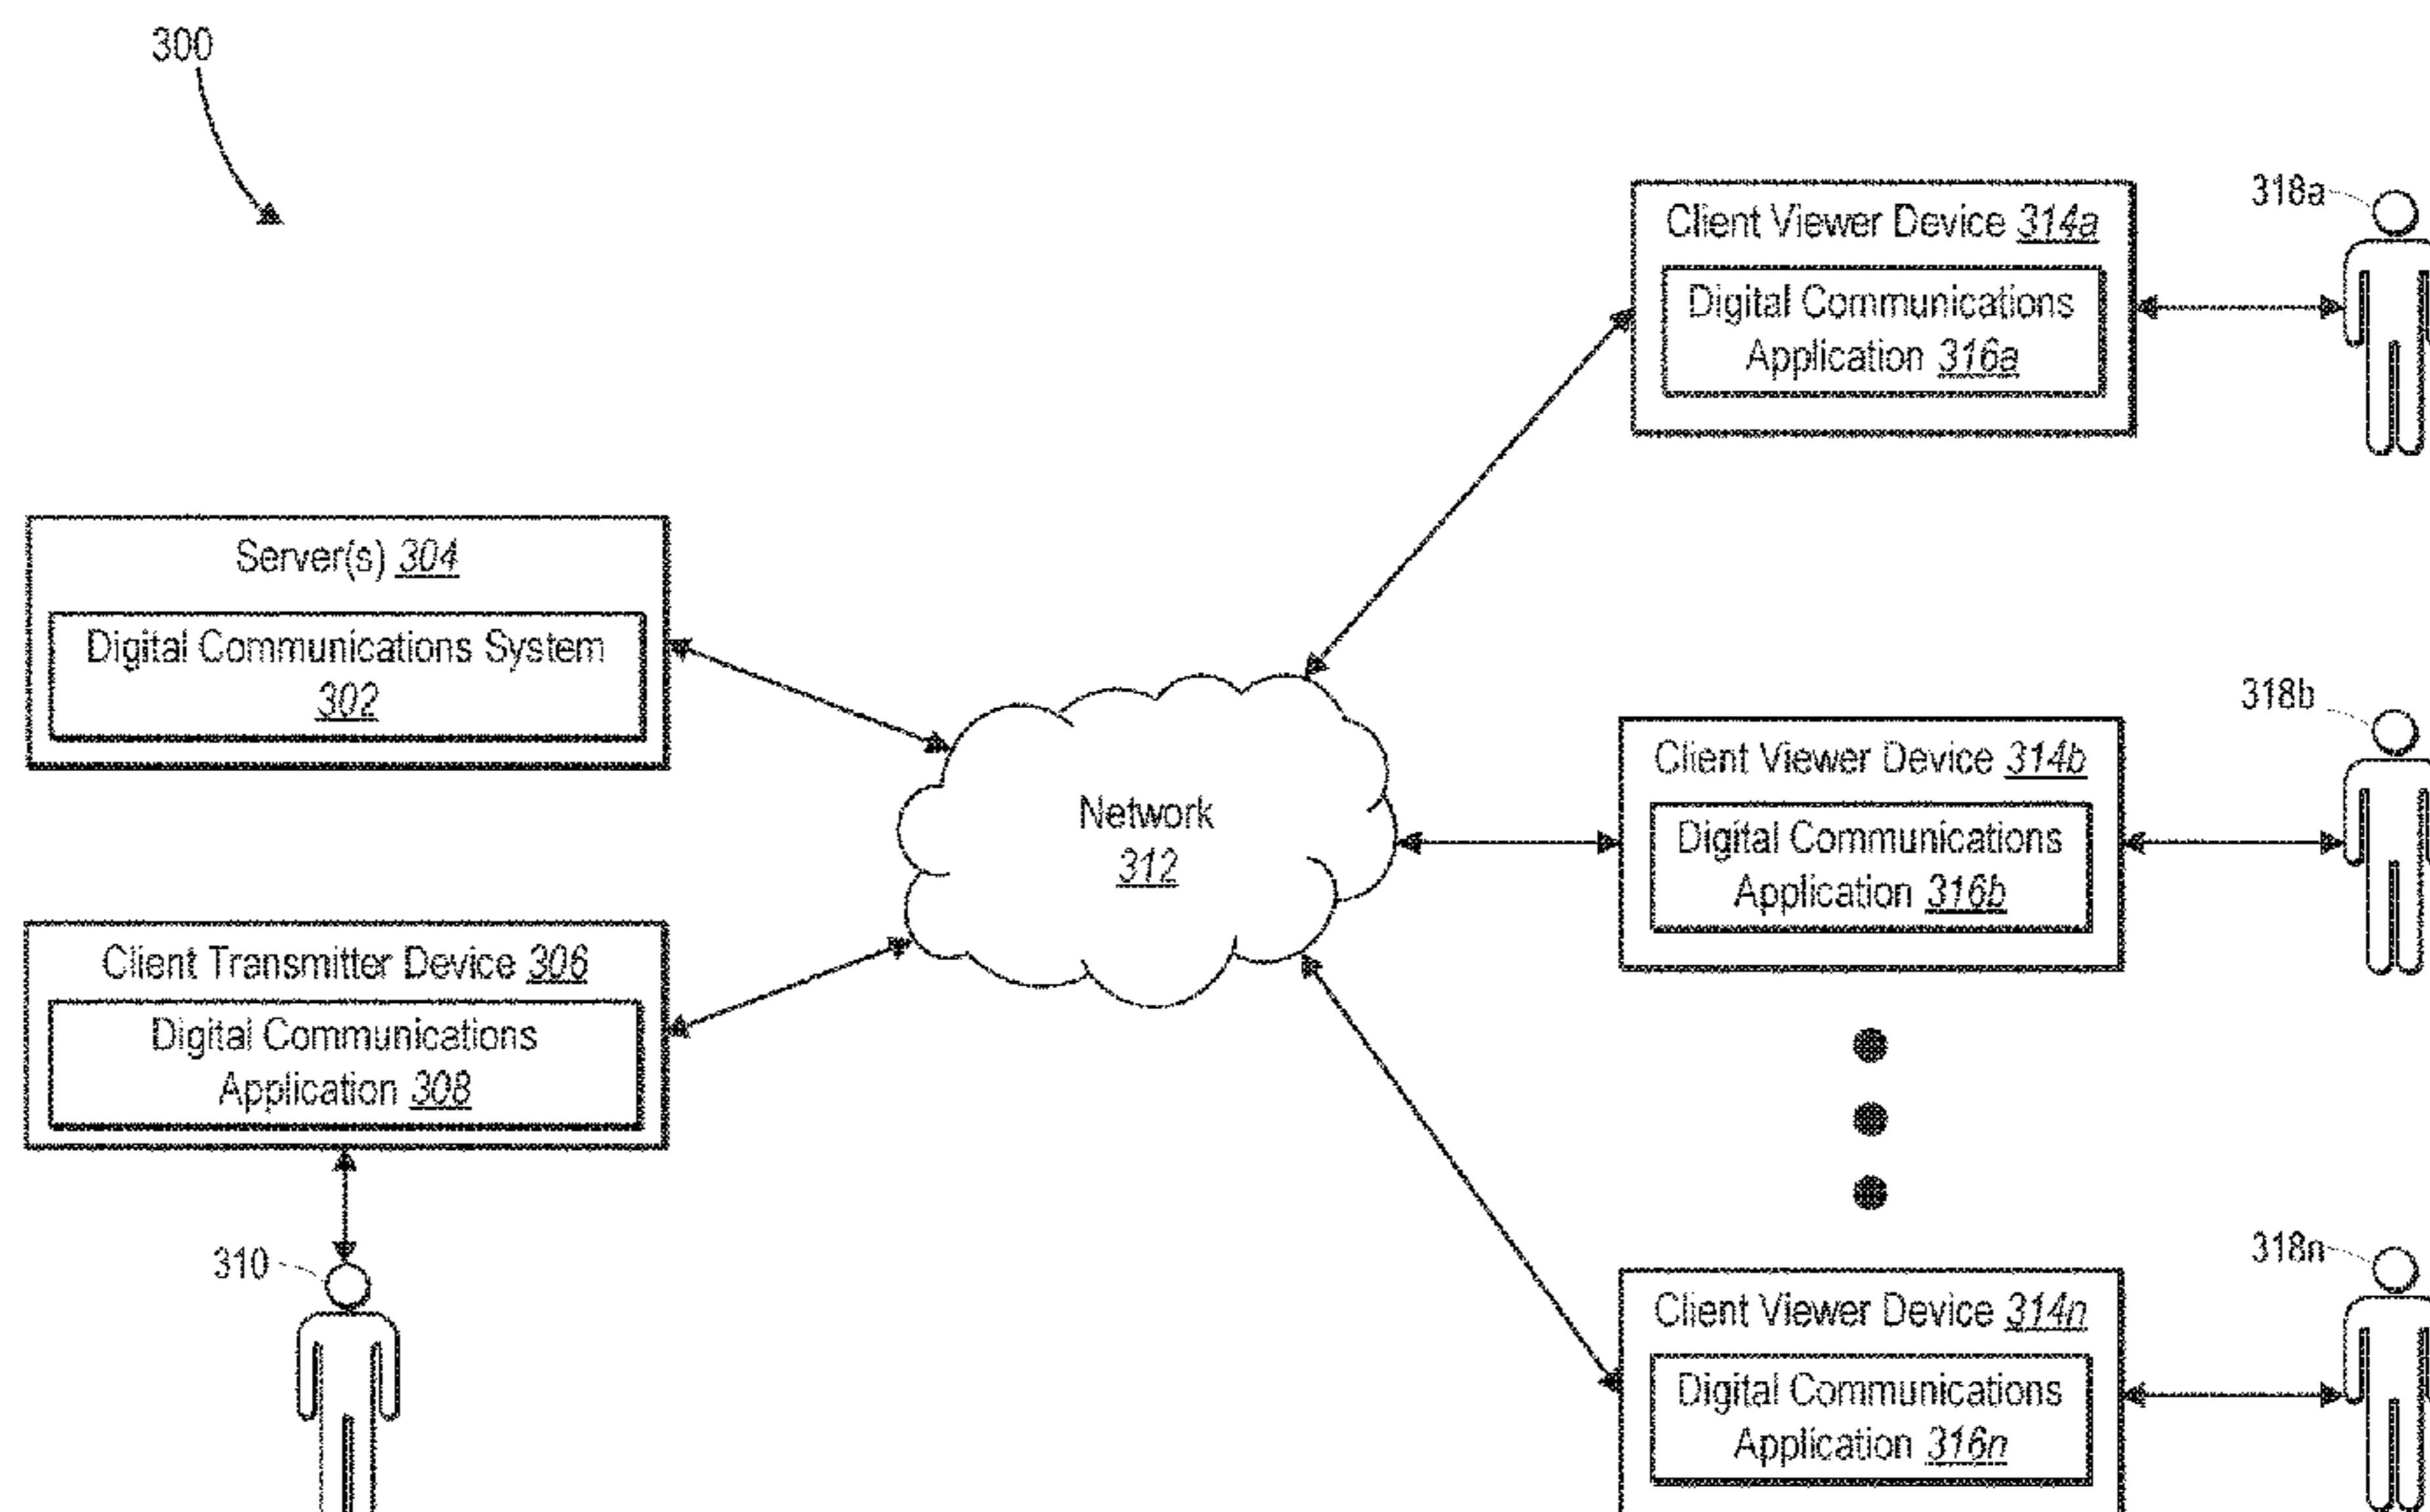 300
318a
Client Viewer Device 314a
Digital Communications
Application 316a
Server(s) 304
Digital Communications System
302
Network
312
318b
Client Viewer Device 314b
Digital Communications
Application 316b
Client Transmitter Device 306
Digital Communications
Application 308
310
318n
Client Viewer Device 314n
Digital Communications
Application 316n